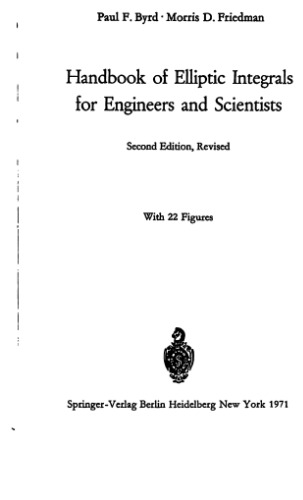 Paul F. Byrd · Morris D. Friedman
Handbook of Elliptic Integrals
for Engineers and Scientists
Second Edition, Revised
With 22 Figures
Springer-Verlag Berlin Heidelberg New York 1971